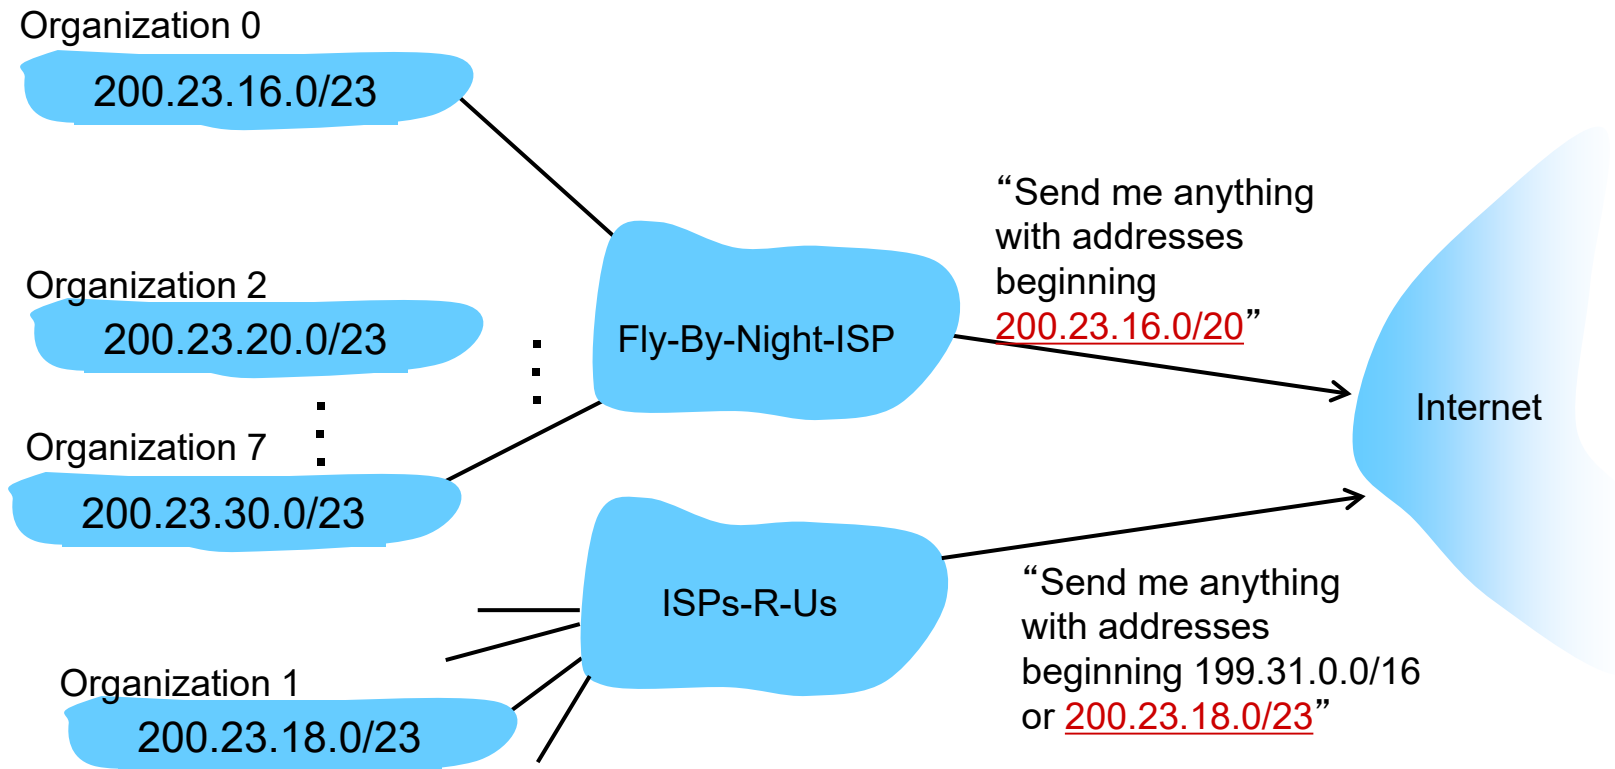 Organization 0
200.23.16.0/23
Organization 2
200.23.20.0/23
Organization 7
200.23.30.0/23
Fly-By-Night-ISP
“Send me anything
with addresses
beginning
200.23.16.0/20”
Internet
ISPs-R-Us
Organization 1
200.23.18.0/23
“Send me anything
with addresses
beginning 199.31.0.0/16
or 200.23.18.0/23”